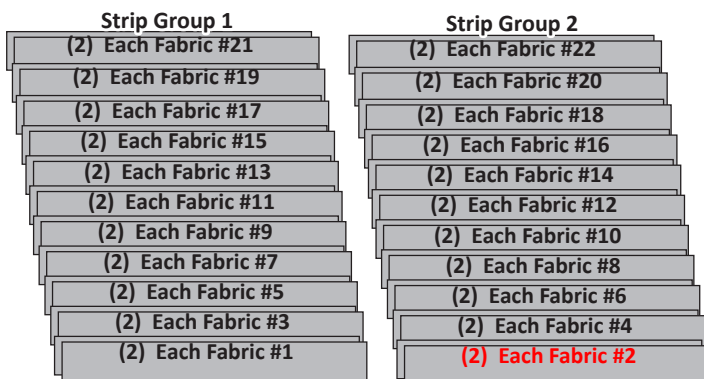 Strip Group 1
(2) Each Fabric #21
(2) Each Fabric #19
(2) Each Fabric #17
(2) Each Fabric #15
(2) Each Fabric #13
(2) Each Fabric #11
(2) Each Fabric #9
(2) Each Fabric #7
(2) Each Fabric #5
(2) Each Fabric #3
(2) Each Fabric #1
Strip Group 2
(2) Each Fabric #22
(2) Each Fabric #20
(2) Each Fabric #18
(2) Each Fabric #16
(2) Each Fabric #14
(2) Each Fabric #12
(2) Each Fabric #10
(2) Each Fabric #8
(2) Each Fabric #6
(2) Each Fabric #4
(2) Each Fabric #2